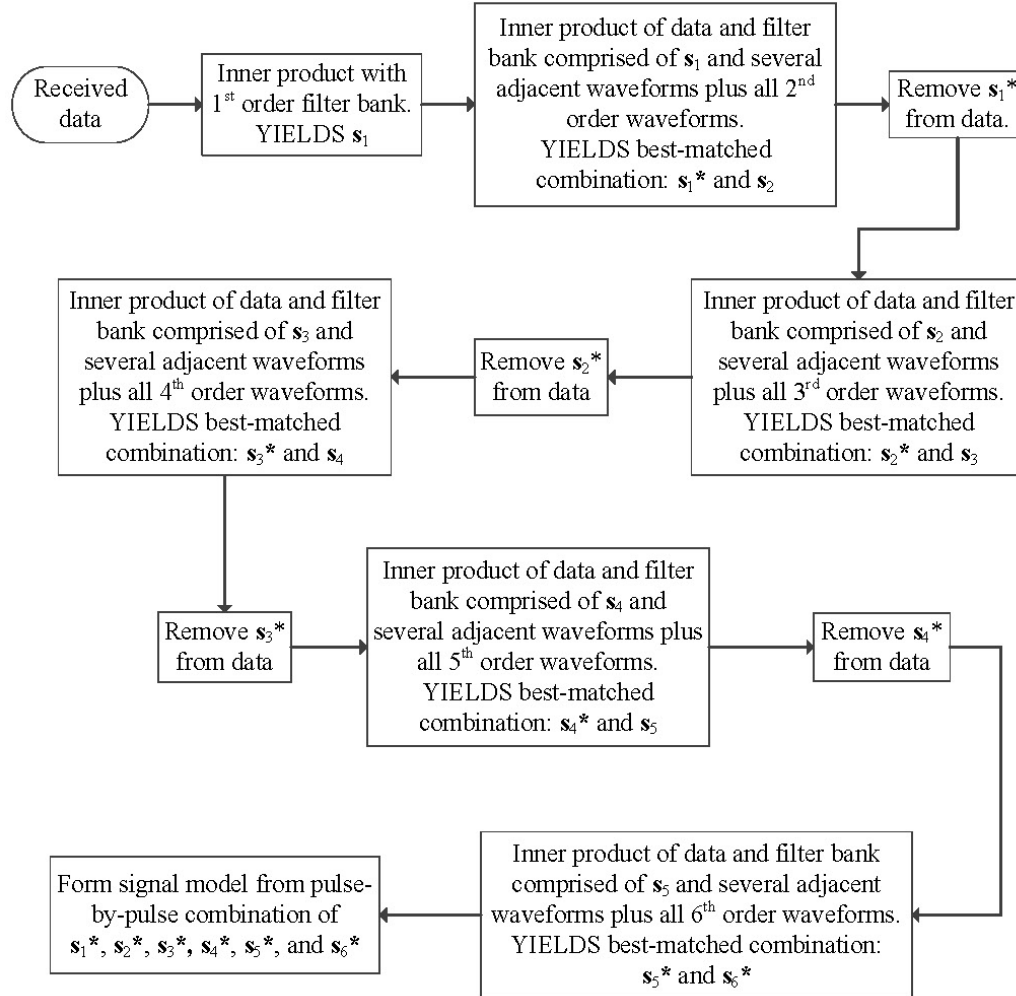 Received
data
Inner product with
1st order filter bank.
YIELDS s1
Inner product of data and filter
bank comprised of s1 and several
adjacent waveforms plus all 2nd
order waveforms.
YIELDS best-matched
combination: s1* and s2
Remove s1*
from data.
Inner product of data and filter
bank comprised of s2 and
several adjacent waveforms
plus all 3rd order waveforms.
YIELDS best-matched
combination: s2* and s3
Remove s2*
from data
Inner product of data and filter
bank comprised of s3 and
several adjacent waveforms
plus all 4th order waveforms.
YIELDS best-matched
combination: s3* and s4
Remove s3*
from data
Inner product of data and filter
bank comprised of s4 and
several adjacent waveforms plus
all 5th order waveforms.
YIELDS best-matched
combination: s4* and s5
Remove s4*
from data
Inner product of data and filter bank
comprised of s5 and several adjacent
waveforms plus all 6th order waveforms.
YIELDS best-matched combination:
s5* and s6*
Form signal model from pulse-
by-pulse combination of
s1*, s2*, s3*, s4*, s5*, and s6*